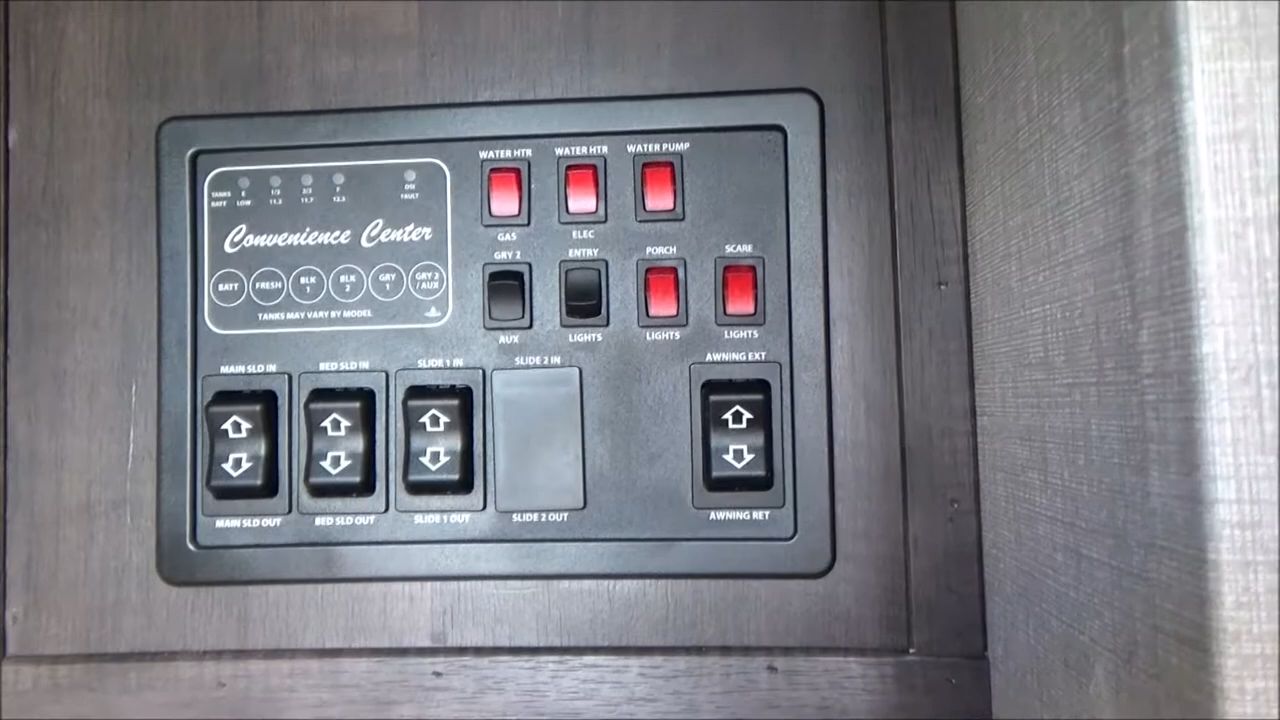 TANKS E 1/3 2/3 F DSI
BATT LOW 11.2 11.7 12.3 FAULT
Convenience Center
BATT
FRESH
BLK
1
BLK
2
GRY
1
GRY 2
/ AUX
TANKS MAY VARY BY MODEL
WATER HTR
GAS
WATER HTR
ELEC
WATER PUMP
GRY 2
AUX
ENTRY
LIGHTS
PORCH
LIGHTS
SCARE
LIGHTS
MAIN SLD IN
MAIN SLD OUT
BED SLD IN
BED SLD OUT
SLIDE 1 IN
SLIDE 1 OUT
SLIDE 2 IN
SLIDE 2 OUT
AWNING EXT
AWNING RET